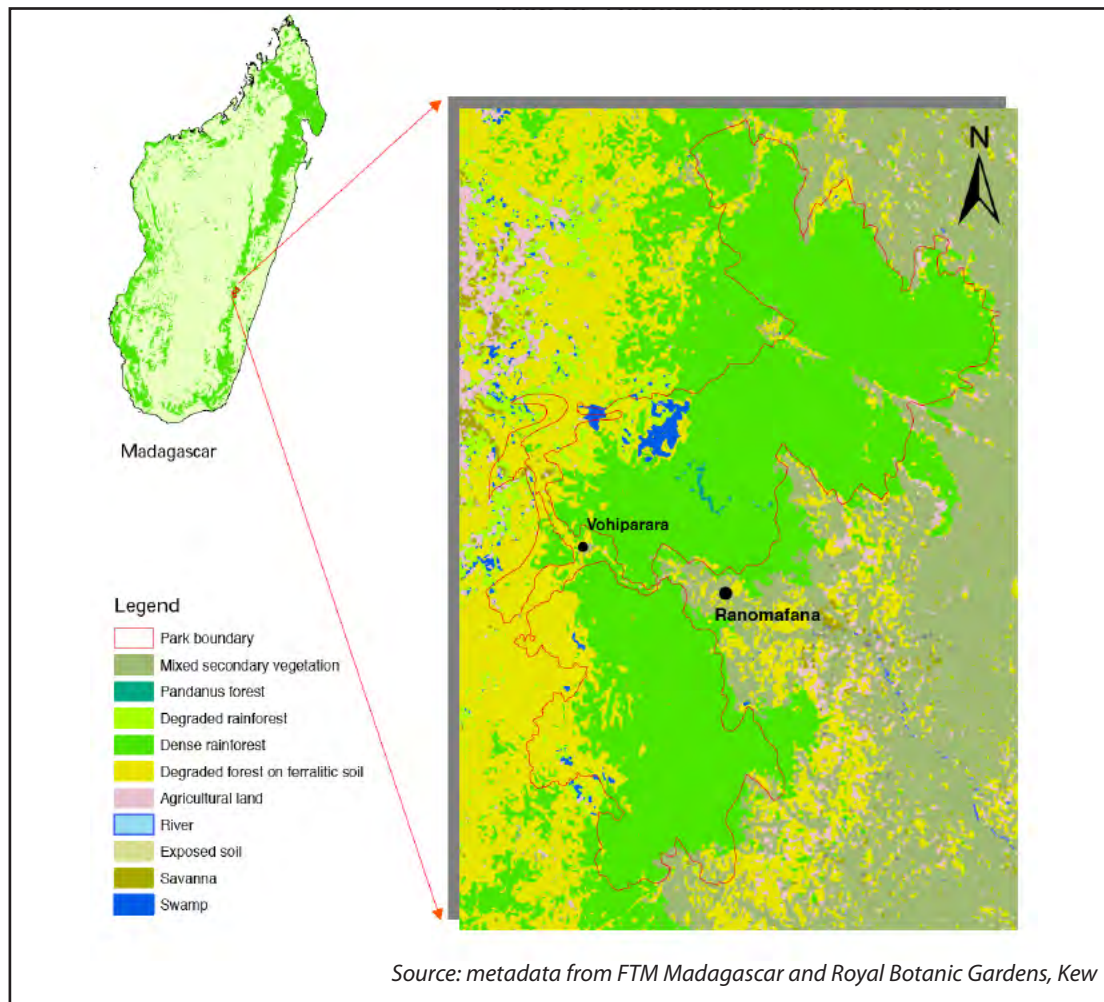 N
Madagascar
Vohiparara
Ranomafana
Legend
Park boundary
Mixed secondary vegetation
Pandanus forest
Degraded rainforest
Dense rainforest
Degraded forest on ferralitic soil
Agricultural land
River
Exposed soil
Savanna
Swamp
Source: metadata from FTM Madagascar and Royal Botanic Gardens, Kew